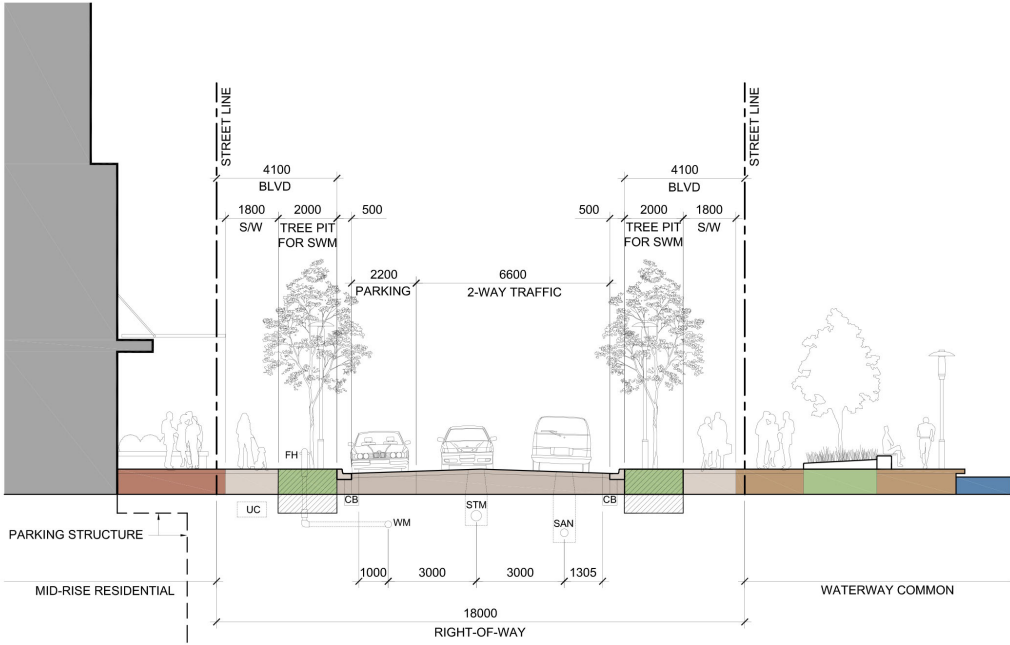 STREET LINE
STREET LINE
4100
BLVD
4100
BLVD
1800
S/W
2000
TREE PIT
FOR SWM
500
500
2000
TREE PIT
FOR SWM
1800
S/W
2200
PARKING
6600
2-WAY TRAFFIC
FH
CB
CB
UC
WM
STM
SAN
PARKING STRUCTURE
1000
3000
3000
1305
MID-RISE RESIDENTIAL
WATERWAY COMMON
18000
RIGHT-OF-WAY